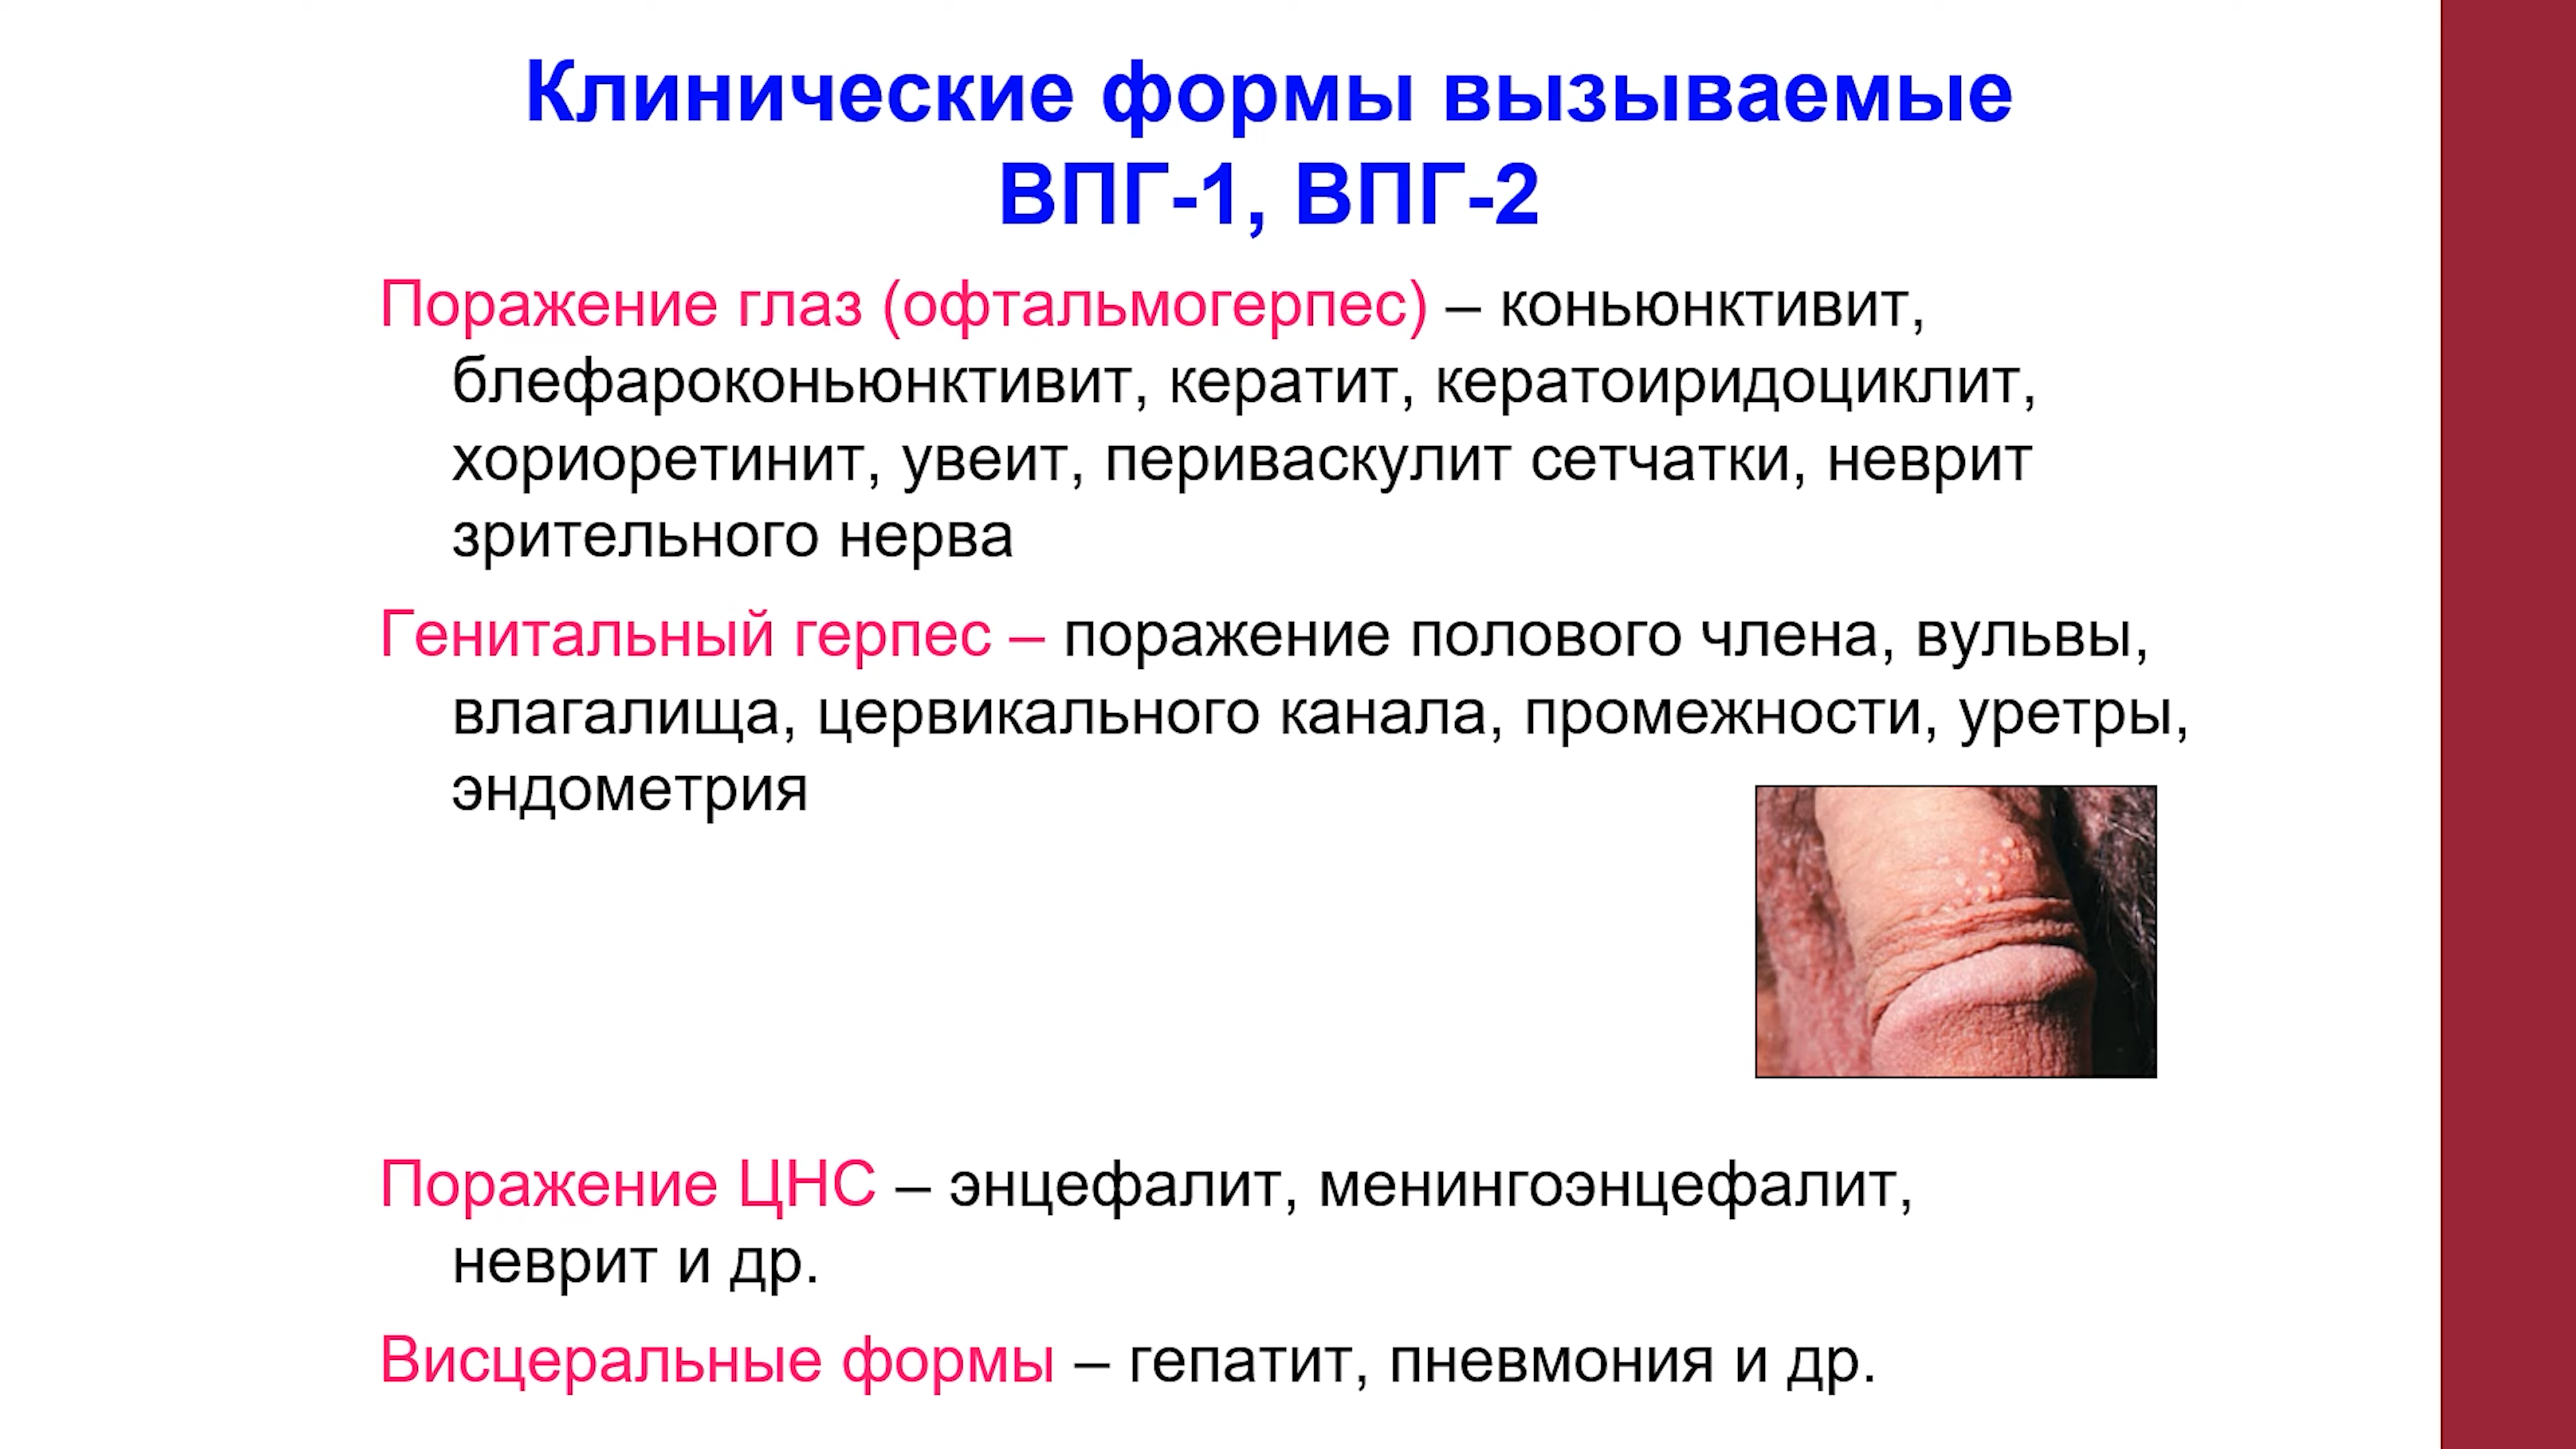 Клинические формы вызываемые
ВПГ-1, ВПГ-2
Поражение глаз (офтальмогерпес) – коньюнктивит,
блефароконьюнктивит, кератит, кератоиридоциклит,
хориоретинит, увеит, периваскулит сетчатки, неврит
зрительного нерва
Генитальный герпес – поражение полового члена, вульвы,
влагалища, цервикального канала, промежности, уретры,
эндометрия
Поражение ЦНС – энцефалит, менингоэнцефалит,
неврит и др.
Висцеральные формы – гепатит, пневмония и др.